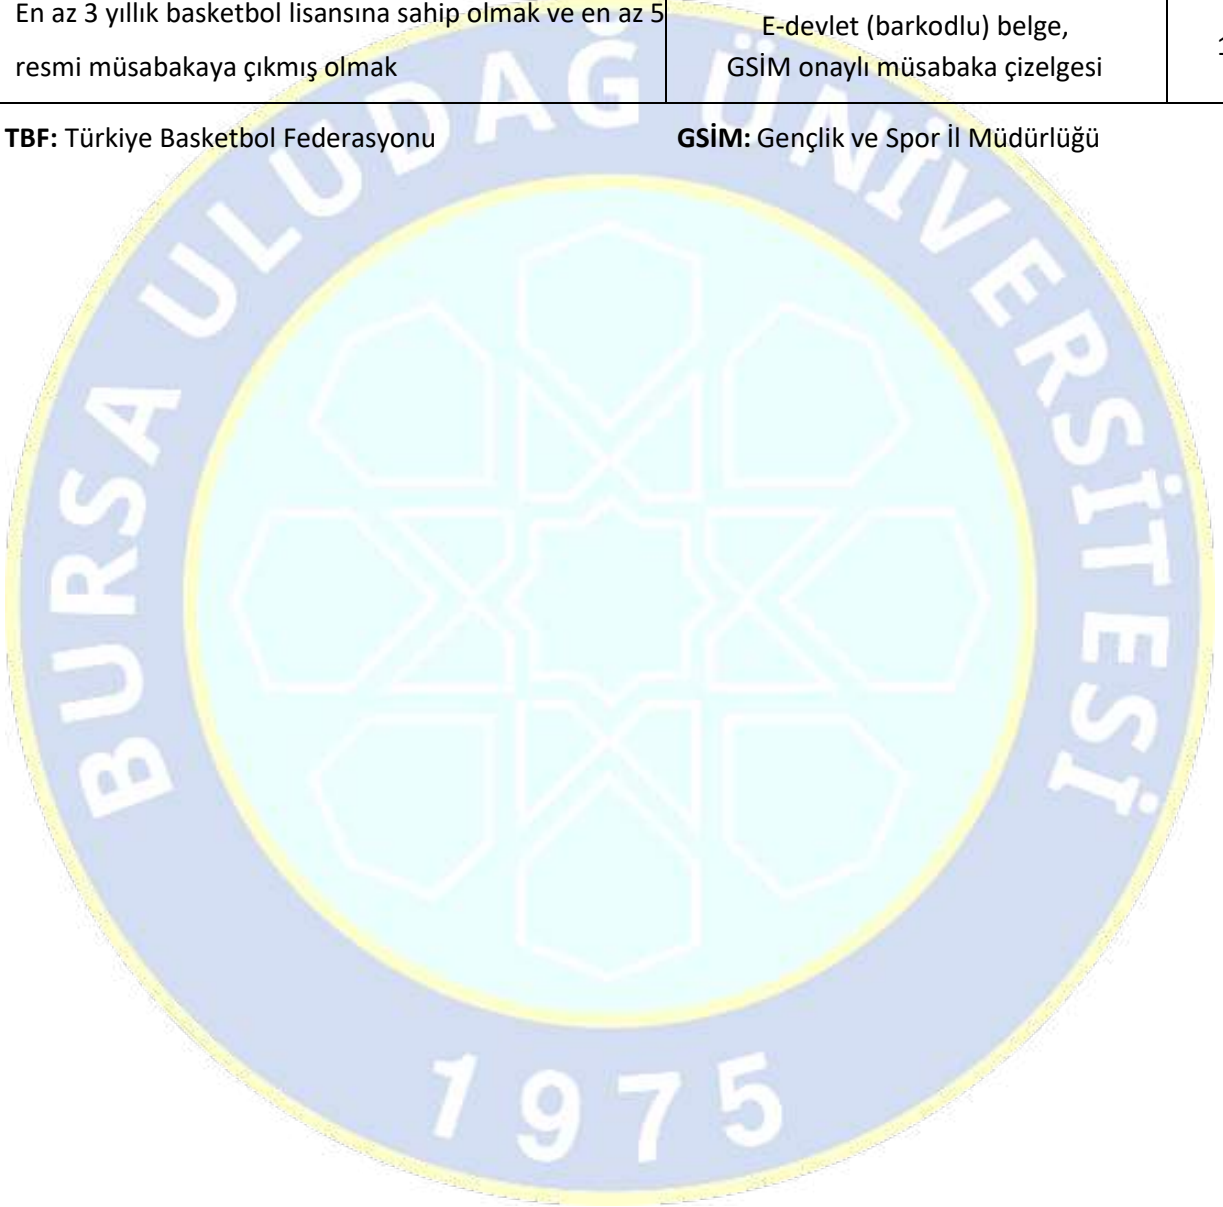 En az 3 yıllık basketbol lisansına sahip olmak ve en az 5
resmi müsabakaya çıkmış olmak
E-devlet (barkodlu) belge,
GSİM onaylı müsabaka çizelgesi
TBF: Türkiye Basketbol Federasyonu
GSİM: Gençlik ve Spor İl Müdürlüğü
BURSA ULUDAĞ ÜNİVERSİTESİ
1975